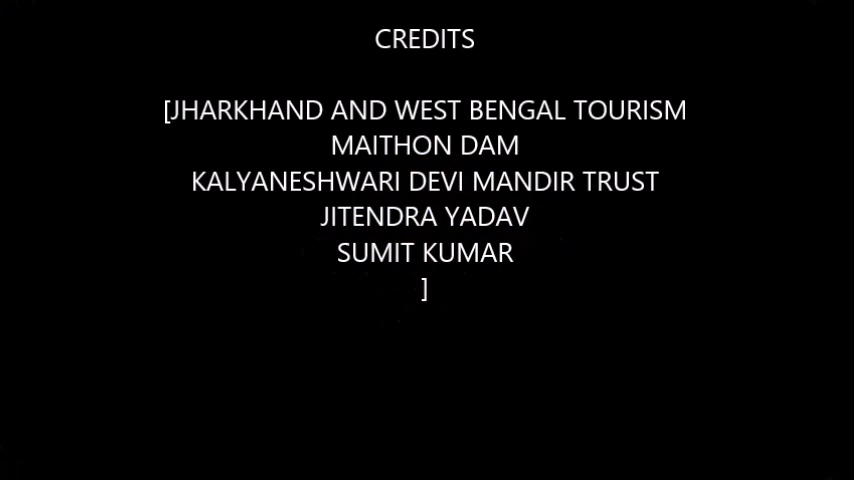 CREDITS
[JHARKHAND AND WEST BENGAL TOURISM
MAITHON DAM
KALYANESHWARI DEVI MANDIR TRUST
JITENDRA YADAV
SUMIT KUMAR
]